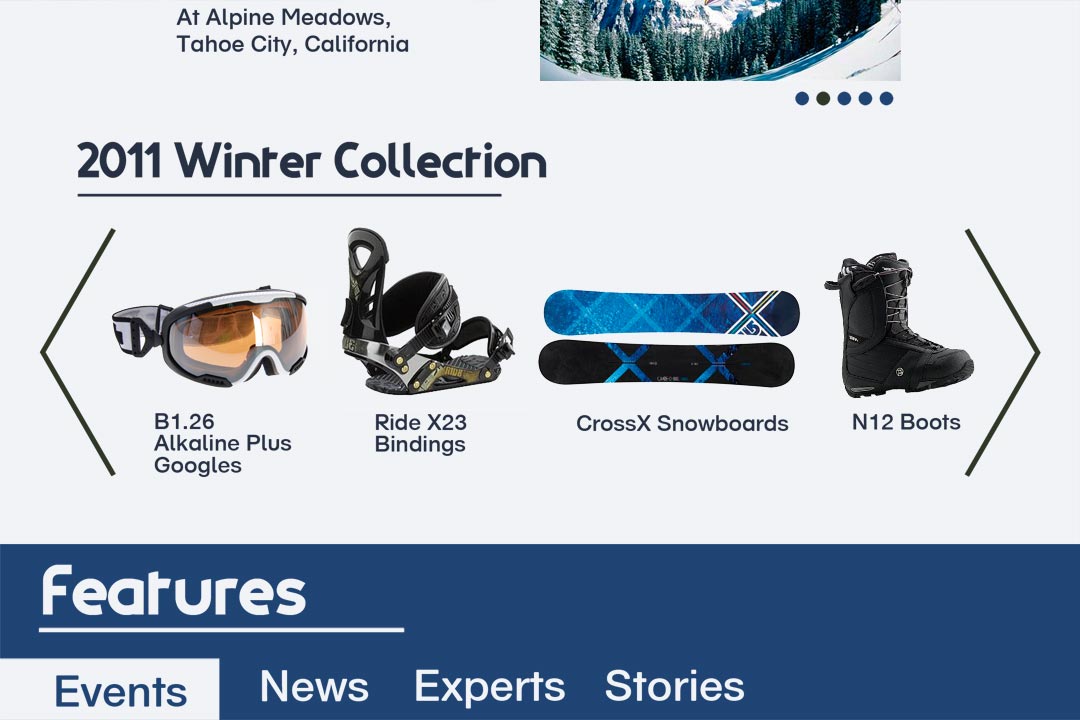 At Alpine Meadows,
Tahoe City, California
2011 Winter Collection
B1.26
Alkaline Plus
Googles
Ride X23
Bindings
CrossX Snowboards
N12 Boots
Features
Events
News
Experts
Stories